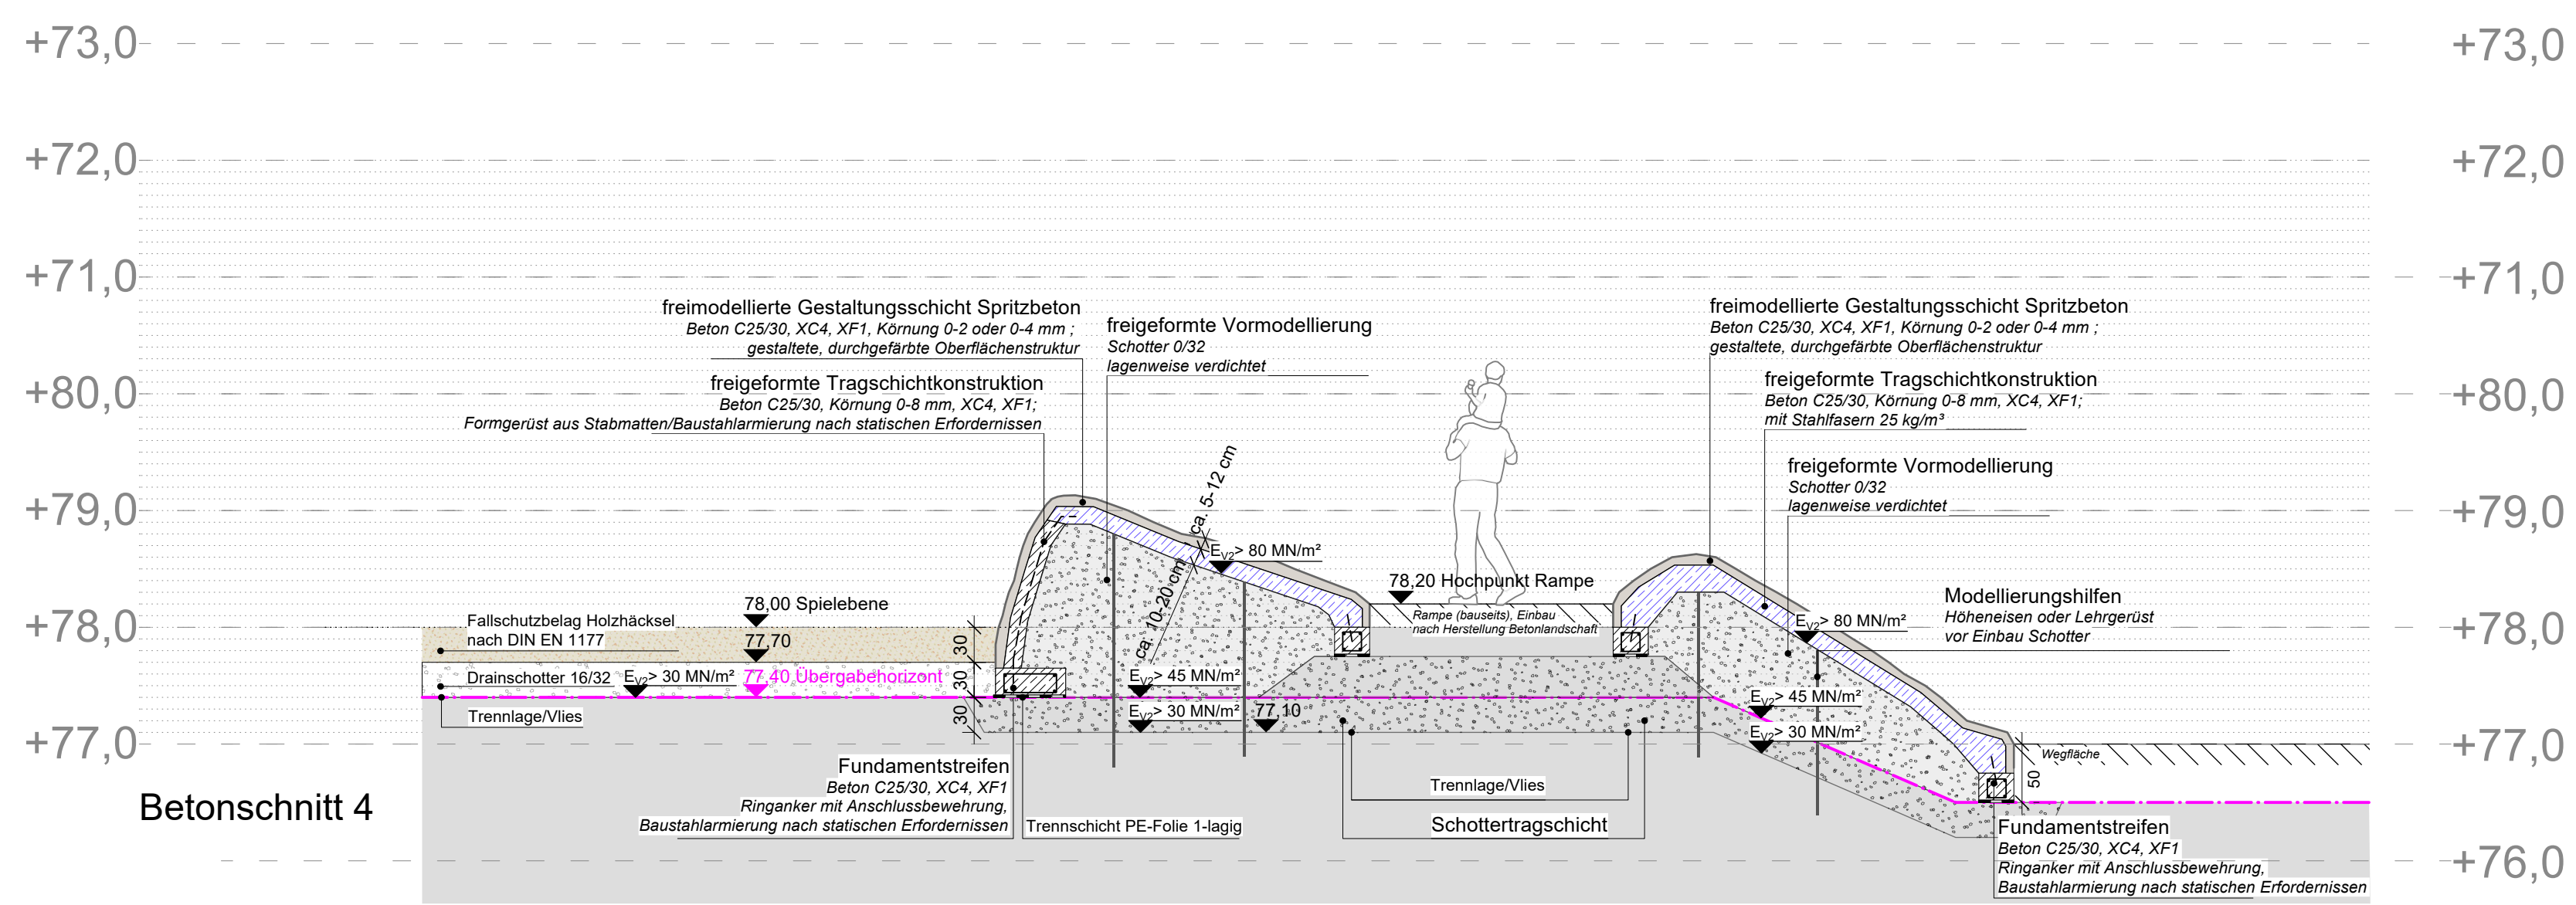 +73,0
+73,0
+72,0
+72,0
+71,0
+71,0
+80,0
+80,0
+79,0
+79,0
+78,0
+78,0
+77,0
+77,0
+76,0
freimodellierte Gestaltungsschicht Spritzbeton
Beton C25/30, XC4, XF1, Körnung 0-2 oder 0-4 mm ;
gestaltete, durchgefärbte Oberflächenstruktur
freigeformte Tragschichtkonstruktion
Beton C25/30, Körnung 0-8 mm, XC4, XF1;
Formgerüst aus Stabmatten/Baustahlarmierung nach statischen Erfordernissen
freigeformte Vormodellierung
Schotter 0/32
lagenweise verdichtet
freimodellierte Gestaltungsschicht Spritzbeton
Beton C25/30, XC4, XF1, Körnung 0-2 oder 0-4 mm ;
gestaltete, durchgefärbte Oberflächenstruktur
freigeformte Tragschichtkonstruktion
Beton C25/30, Körnung 0-8 mm, XC4, XF1;
mit Stahlfasern 25 kg/m³
freigeformte Vormodellierung
Schotter 0/32
lagenweise verdichtet
ca. 5-12 cm
ca. 10-20 cm
EV2> 80 MN/m²
78,20 Hochpunkt Rampe
Rampe (bauseits), Einbau
nach Herstellung Betonlandschaft
EV2> 80 MN/m²
Modellierungshilfen
Höheneisen oder Lehrgerüst
vor Einbau Schotter
78,00 Spielebene
Fallschutzbelag Holzhäcksel
nach DIN EN 1177
77,70
30
Drainschotter 16/32
EV2> 30 MN/m²
77,40 Übergabehorizont
30
EV2> 45 MN/m²
EV2> 45 MN/m²
Trennlage/Vlies
30
EV2> 30 MN/m²
77,10
EV2> 30 MN/m²
Wegfläche
50
Fundamentstreifen
Beton C25/30, XC4, XF1
Ringanker mit Anschlussbewehrung,
Baustahlarmierung nach statischen Erfordernissen
Trennschicht PE-Folie 1-lagig
Trennlage/Vlies
Schottertragschicht
Fundamentstreifen
Beton C25/30, XC4, XF1
Ringanker mit Anschlussbewehrung,
Baustahlarmierung nach statischen Erfordernissen
Betonschnitt 4